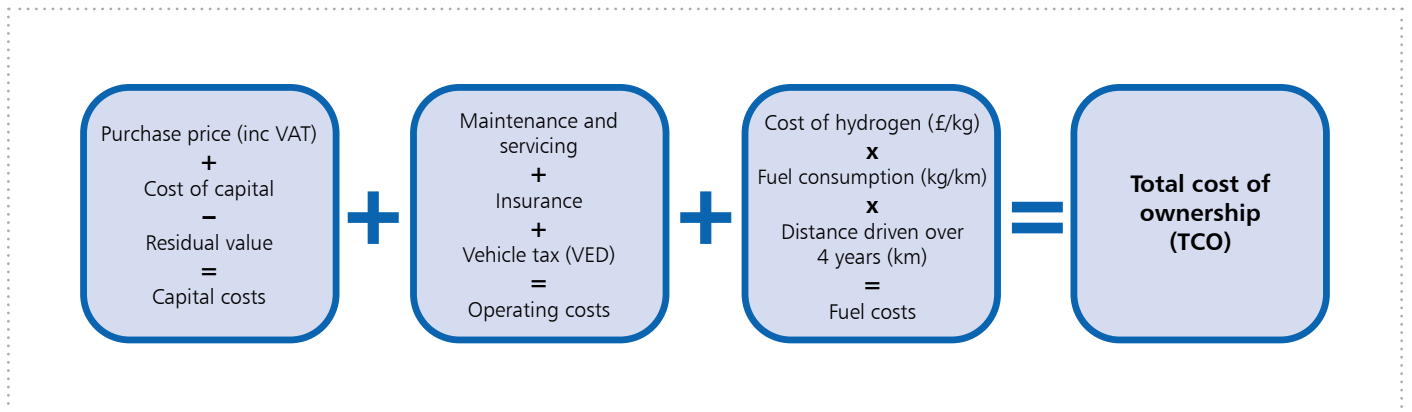 Purchase price (inc VAT)
+
Cost of capital
–
Residual value
=
Capital costs
+
Maintenance and
servicing
+
Insurance
+
Vehicle tax (VED)
=
Operating costs
+
Cost of hydrogen (£/kg)
x
Fuel consumption (kg/km)
x
Distance driven over
4 years (km)
=
Fuel costs
=
Total cost of
ownership
(TCO)